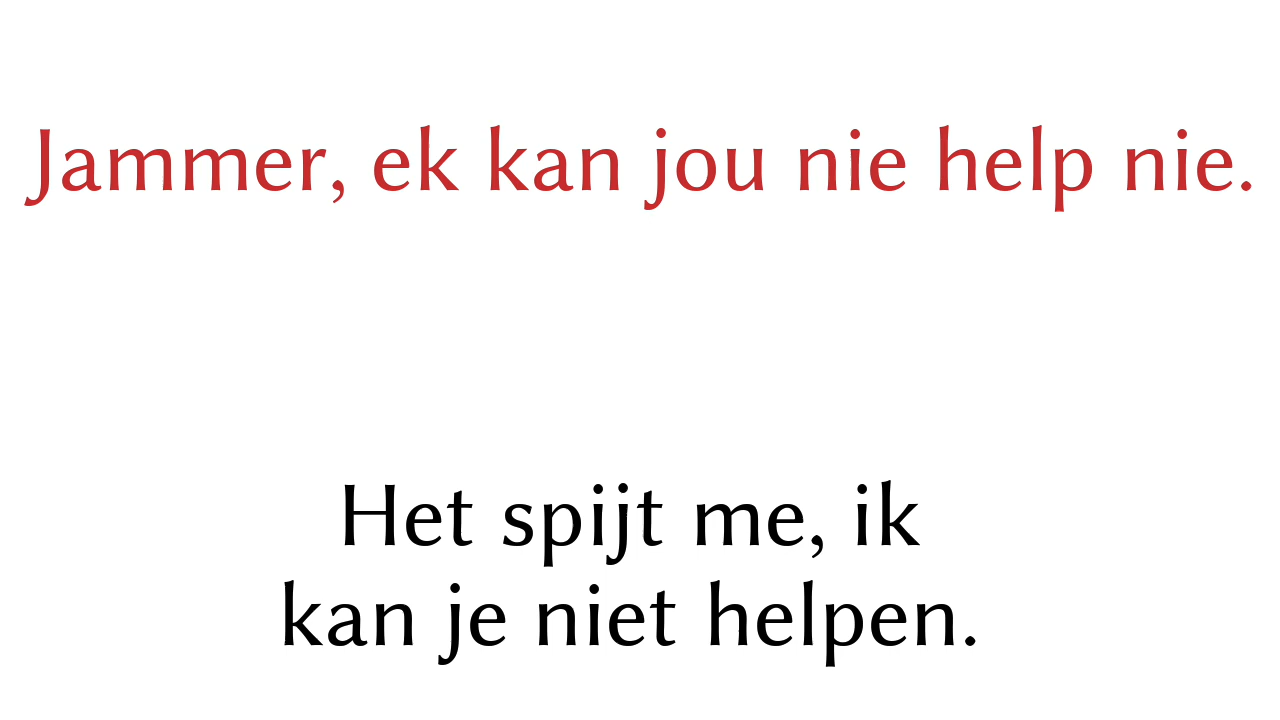 Jammer, ek kan jou nie help nie.
Het spijt me, ik
kan je niet helpen.